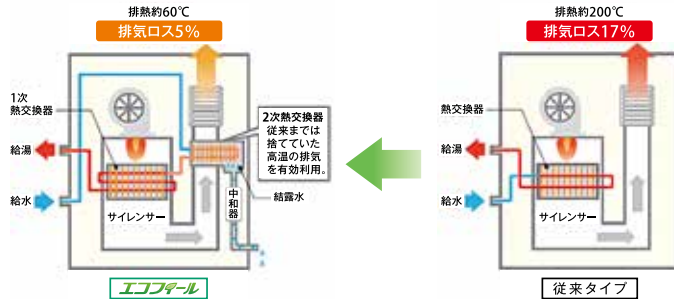 排熱約60℃
排気ロス5%
1次
熱交換器
給湯
給水
サイレンサー
2次熱交換器
従来までは
捨てていた
高温の排気
を有効利用。
結露水
中和器
エコフィール
排熱約200℃
排気ロス17%
熱交換器
給湯
給水
サイレンサー
従来タイプ